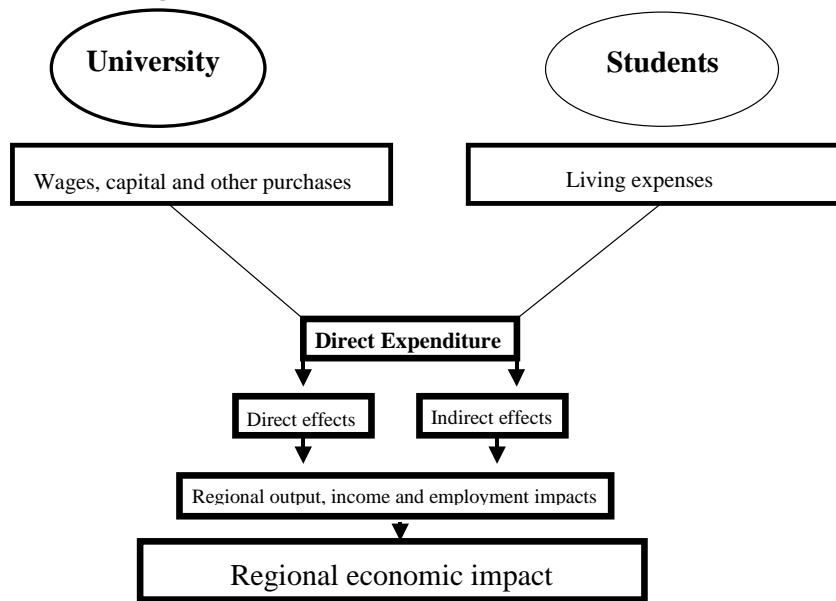 University
Students
Wages, capital and other purchases
Living expenses
Direct Expenditure
Direct effects
Indirect effects
Regional output, income and employment impacts
Regional economic impact